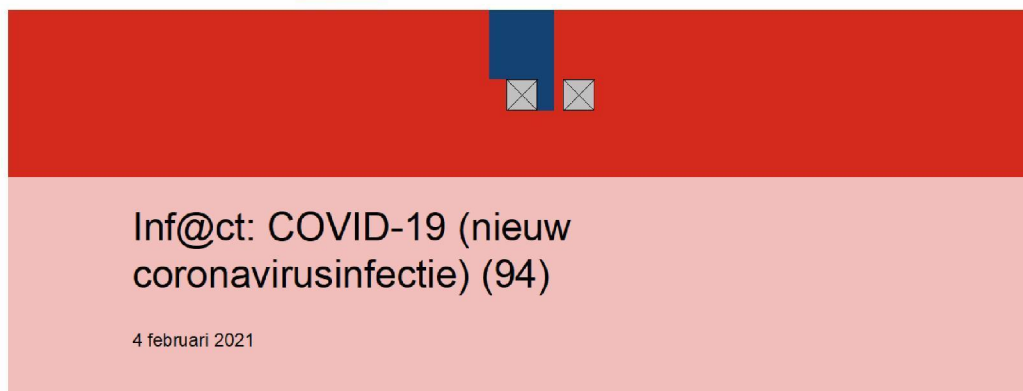 Inf@ct: COVID-19 (nieuw
coronavirusinfectie) (94)
4 februari 2021